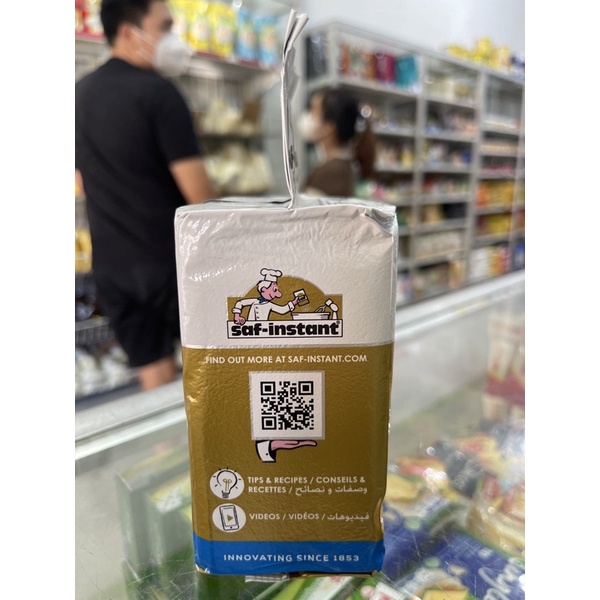 saf-instant
FIND OUT MORE AT SAF-INSTANT.COM
TIPS & RECIPES / CONSEILS &
RECETTES / وصفات و نصائح
VIDEOS / VIDÉOS / فيديوهات
INNOVATING SINCE 1853